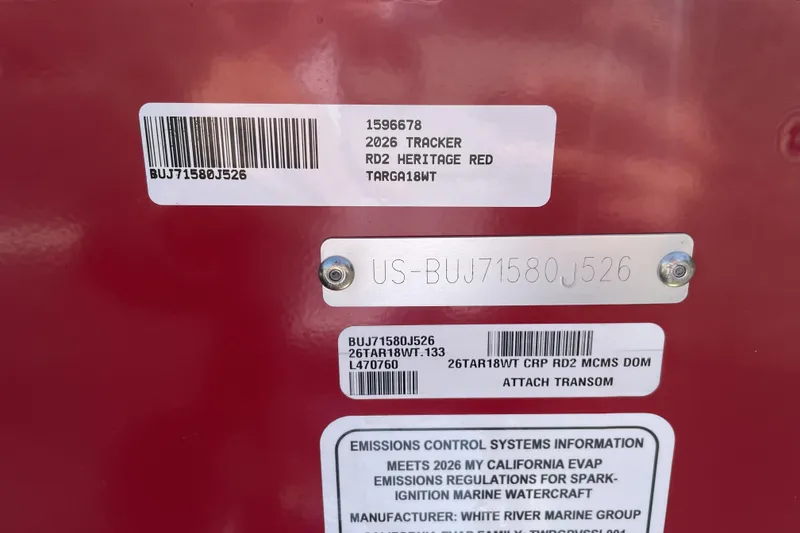 1596678
2026 TRACKER
RD2 HERITAGE RED
TARGA18WT
BUJ71580J526
US-BUJ71580J526
BUJ71580J526
26TAR18WT.133
L470760
26TAR18WT CRP RD2 MCMS DOM
ATTACH TRANSOM
EMISSIONS CONTROL SYSTEMS INFORMATION
MEETS 2026 MY CALIFORNIA EVAP
EMISSIONS REGULATIONS FOR SPARK-
IGNITION MARINE WATERCRAFT
MANUFACTURER: WHITE RIVER MARINE GROUP